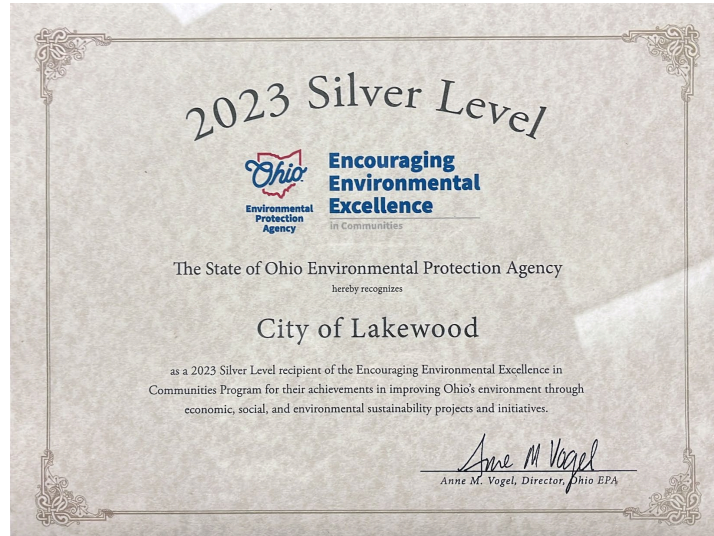 2023 Silver Level
Ohio
Environmental
Protection
Agency
Encouraging
Environmental
Excellence
in Communities
The State of Ohio Environmental Protection Agency
hereby recognizes
City of Lakewood
as a 2023 Silver Level recipient of the Encouraging Environmental Excellence in
Communities Program for their achievements in improving Ohio's environment through
economic, social, and environmental sustainability projects and initiatives.
Anne M Vogel
Anne M. Vogel, Director, Ohio EPA